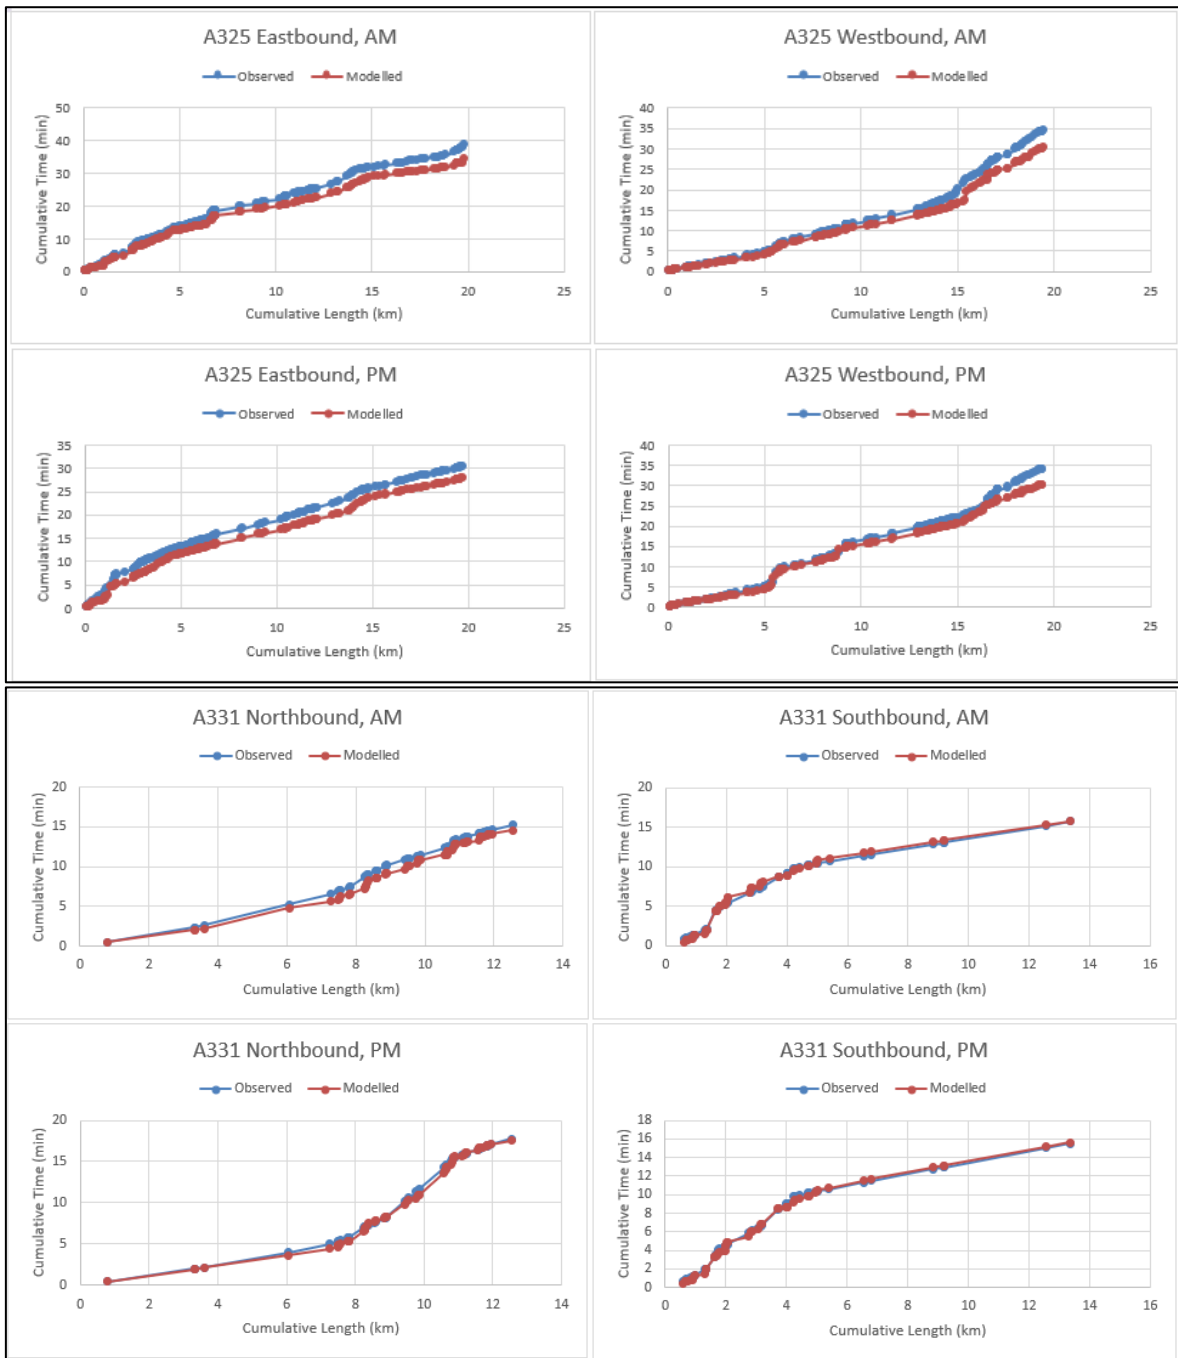 A325 Eastbound, AM
Observed Modelled
Cumulative Time (min)
50
40
30
20
10
0
0 5 10 15 20 25
Cumulative Length (km)
A325 Westbound, AM
Observed Modelled
Cumulative Time (min)
40
35
30
25
20
15
10
5
0
0 5 10 15 20 25
Cumulative Length (km)
A325 Eastbound, PM
Observed Modelled
Cumulative Time (min)
35
30
25
20
15
10
5
0
0 5 10 15 20 25
Cumulative Length (km)
A325 Westbound, PM
Observed Modelled
Cumulative Time (min)
40
35
30
25
20
15
10
5
0
0 5 10 15 20 25
Cumulative Length (km)
A331 Northbound, AM
Observed Modelled
Cumulative Time (min)
20
15
10
5
0
0 2 4 6 8 10 12 14
Cumulative Length (km)
A331 Southbound, AM
Observed Modelled
Cumulative Time (min)
20
15
10
5
0
0 2 4 6 8 10 12 14 16
Cumulative Length (km)
A331 Northbound, PM
Observed Modelled
Cumulative Time (min)
20
15
10
5
0
0 2 4 6 8 10 12 14
Cumulative Length (km)
A331 Southbound, PM
Observed Modelled
Cumulative Time (min)
18
16
14
12
10
8
6
4
2
0
0 2 4 6 8 10 12 14 16
Cumulative Length (km)